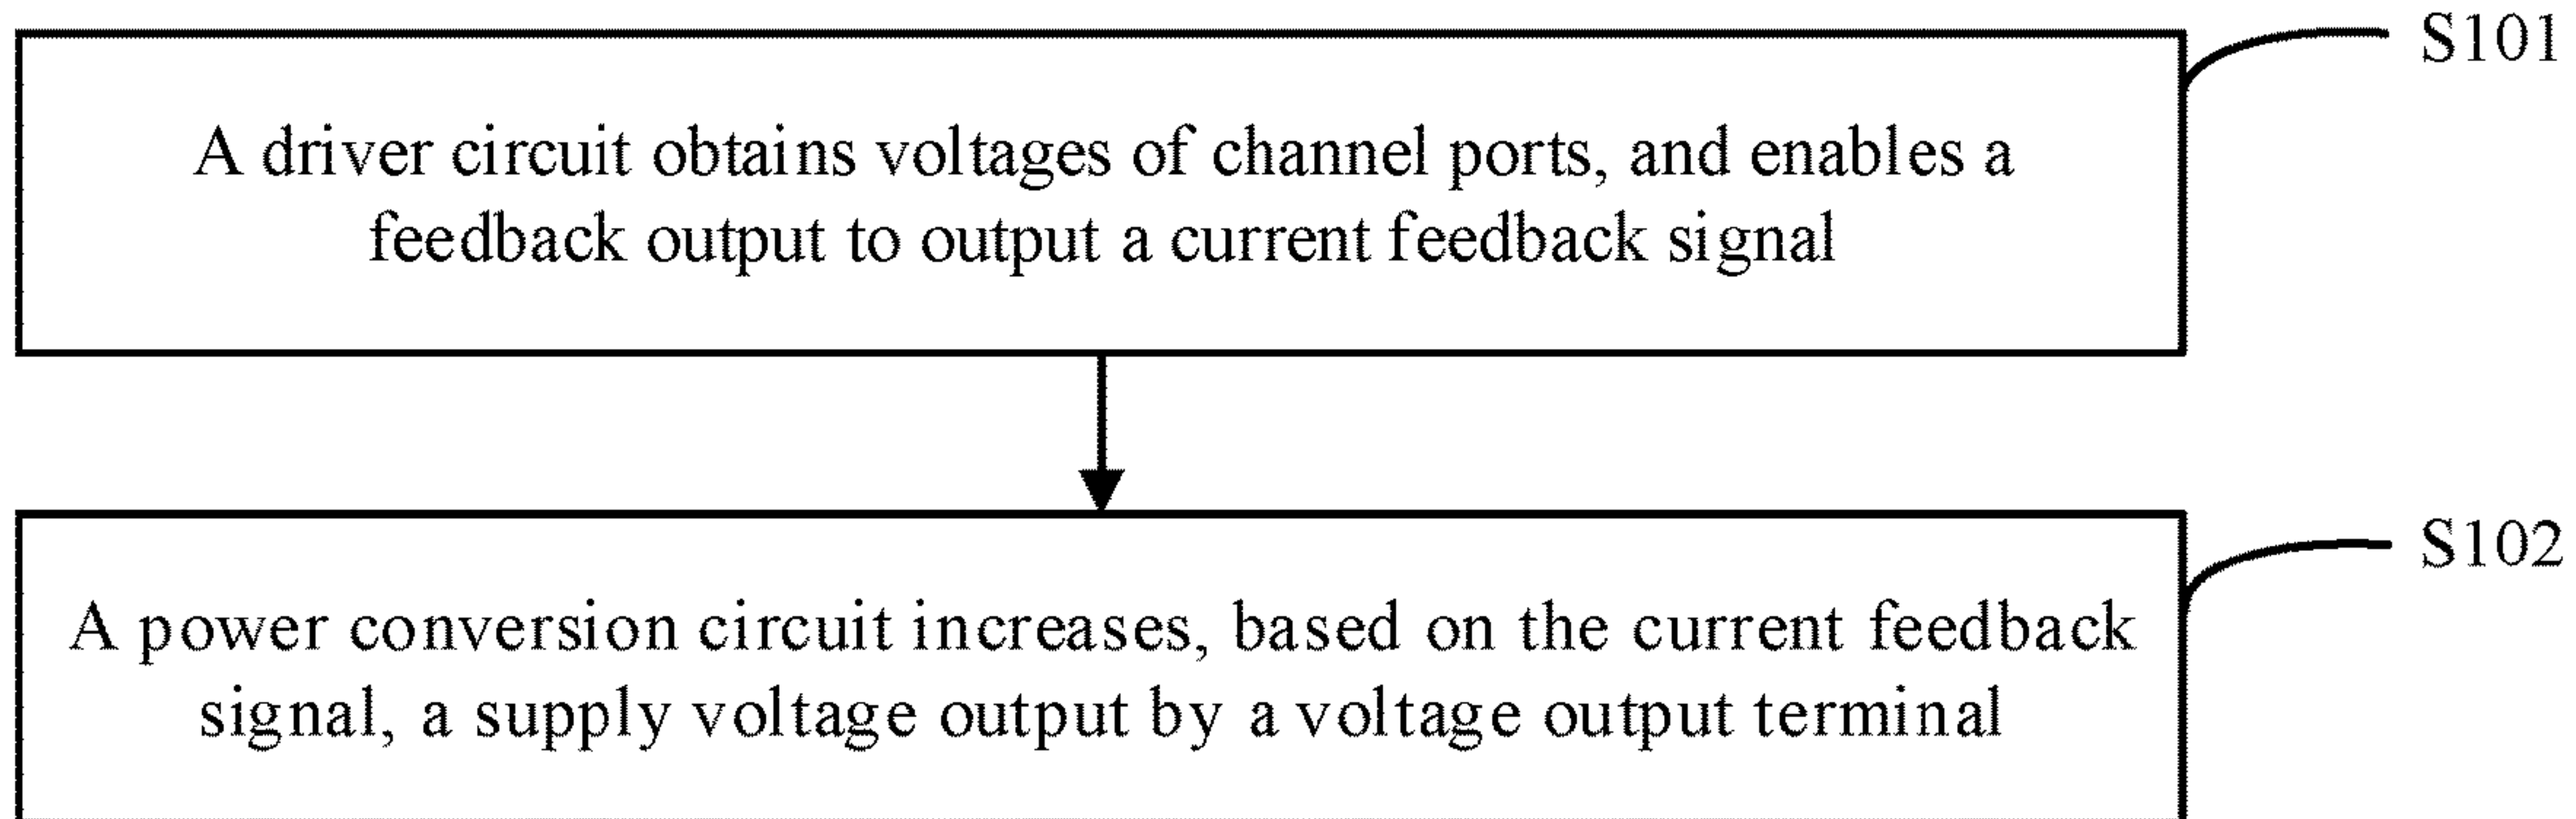 S101
A driver circuit obtains voltages of channel ports, and enables a
feedback output to output a current feedback signal
S102
A power conversion circuit increases, based on the current feedback
signal, a supply voltage output by a voltage output terminal